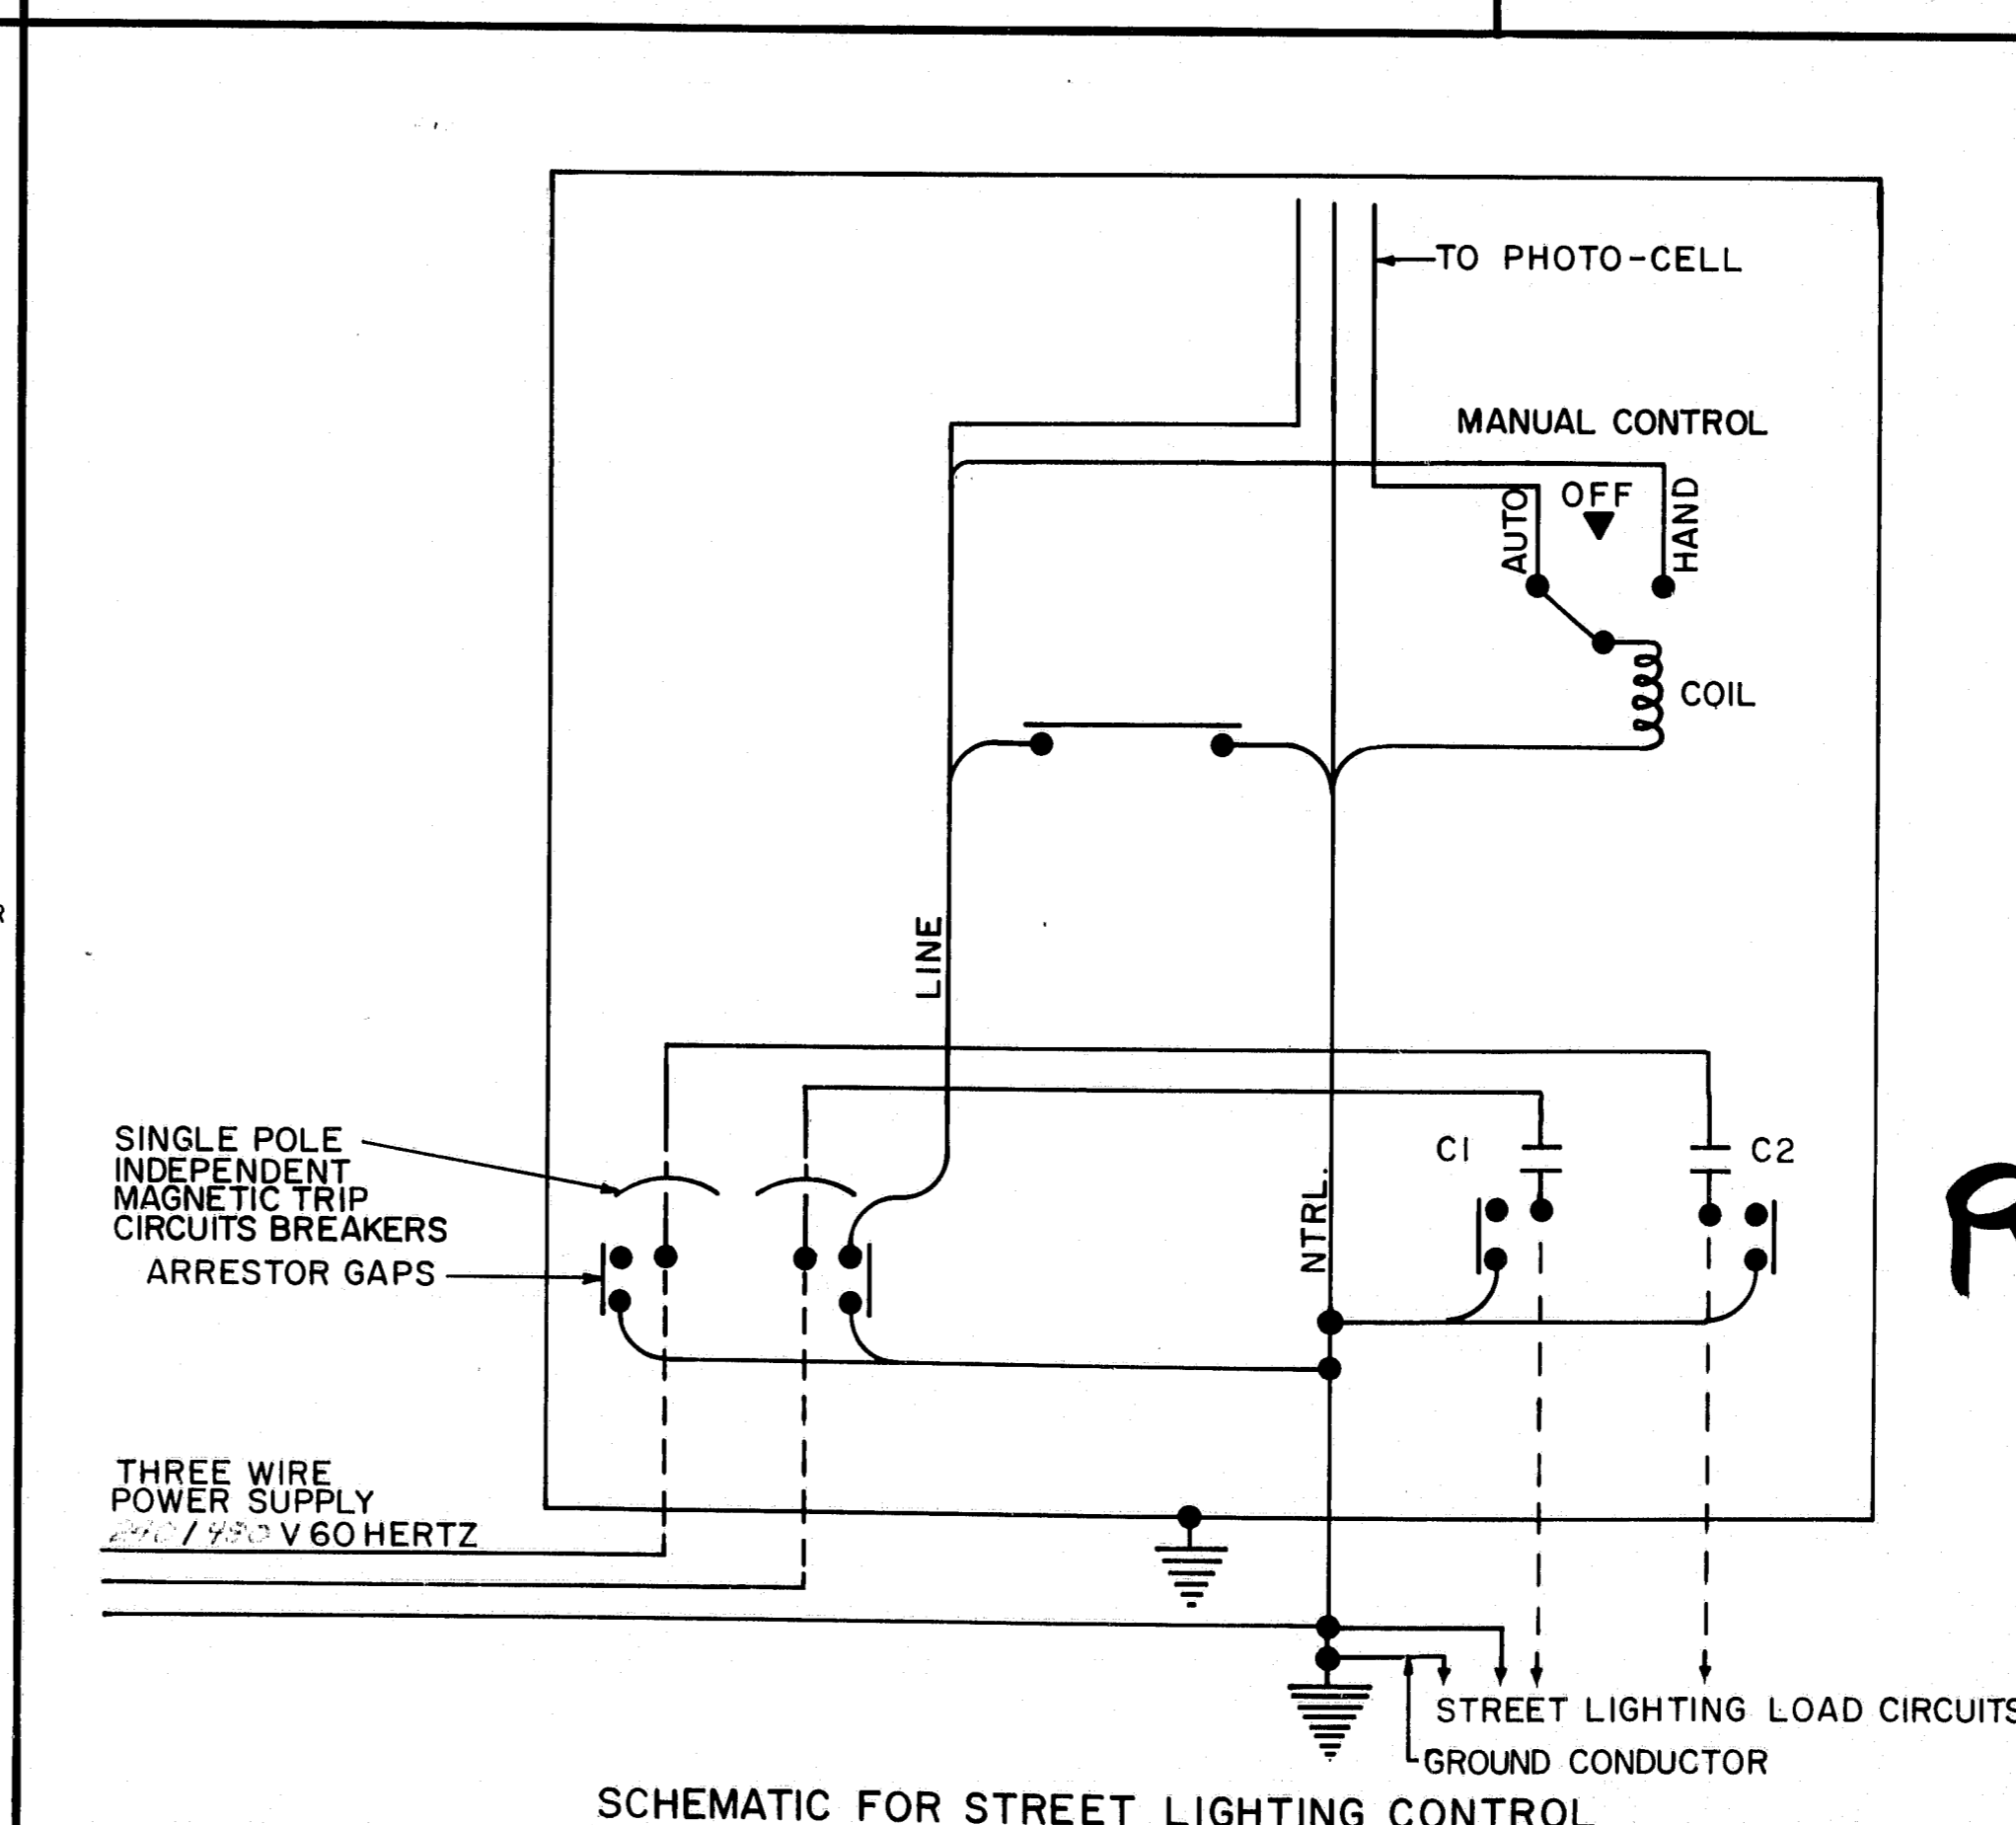 TO PHOTO-CELL
MANUAL CONTROL
AUTO
OFF
HAND
COIL
LINE
SINGLE POLE
INDEPENDENT
MAGNETIC TRIP
CIRCUITS BREAKERS
ARRESTOR GAPS
C1
C2
NTRL.
THREE WIRE
POWER SUPPLY
240/480 V 60 HERTZ
STREET LIGHTING LOAD CIRCUITS
GROUND CONDUCTOR
SCHEMATIC FOR STREET LIGHTING CONTROL